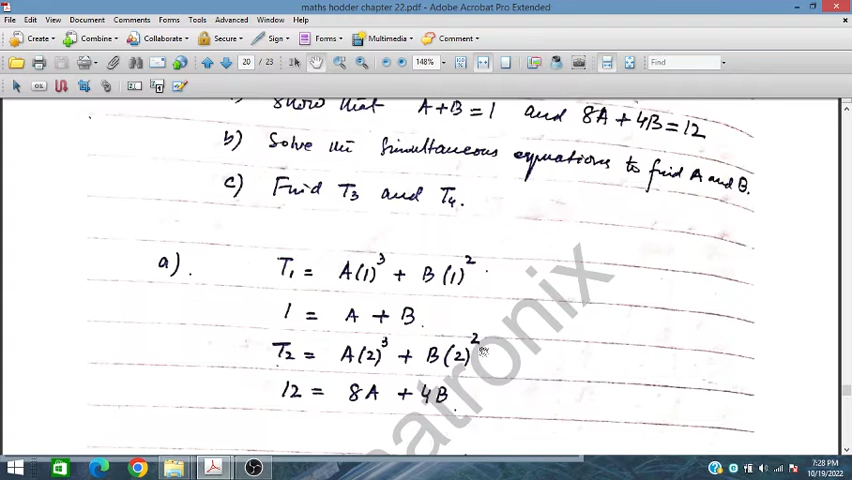 maths hodder chapter 22.pdf - Adobe Acrobat Pro Extended
File Edit View Document Comments Forms Tools Advanced Window Help
Create Combine Collaborate Secure Sign Forms Multimedia Comment
20 / 23 148% Find
show that A+B=1 and 8A+4B=12
b) Solve the simultaneous equations to find A and B.
c) Find T₃ and T₄.
a). T₁ = A(1)³ + B(1)².
1 = A + B.
T₂ = A(2)³ + B(2)²
12 = 8A + 4B.
atronix
7:28 PM
10/19/2022